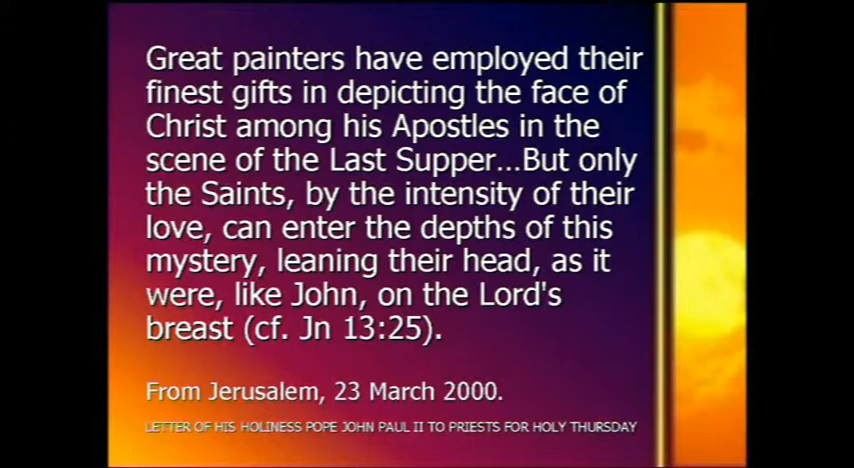 Great painters have employed their
finest gifts in depicting the face of
Christ among his Apostles in the
scene of the Last Supper...But only
the Saints, by the intensity of their
love, can enter the depths of this
mystery, leaning their head, as it
were, like John, on the Lord's
breast (cf. Jn 13:25).
From Jerusalem, 23 March 2000.
LETTER OF HIS HOLINESS POPE JOHN PAUL II TO PRIESTS FOR HOLY THURSDAY